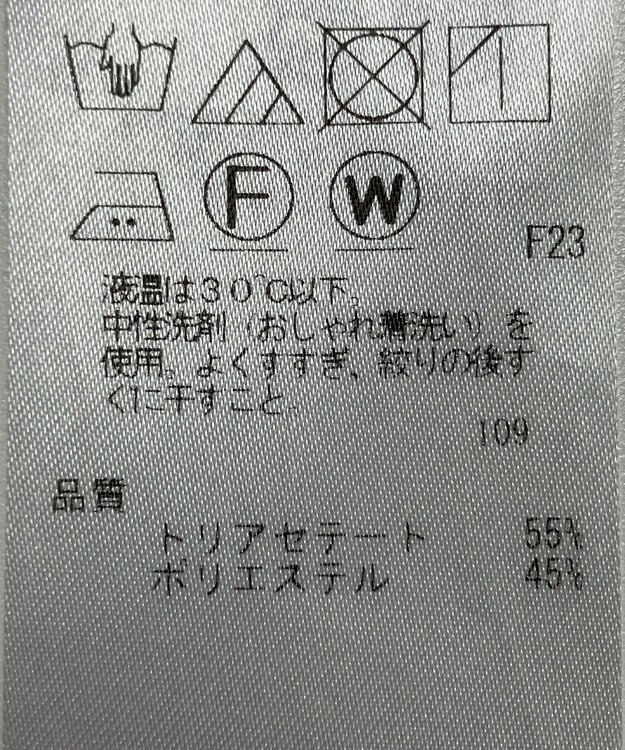 F W
F23
液温は30℃以下。
中性洗剤（おしゃれ着洗い）を
使用。よくすすぎ、絞りの後す
ぐに干すこと。
109
品質
トリアセテート 55%
ポリエステル 45%